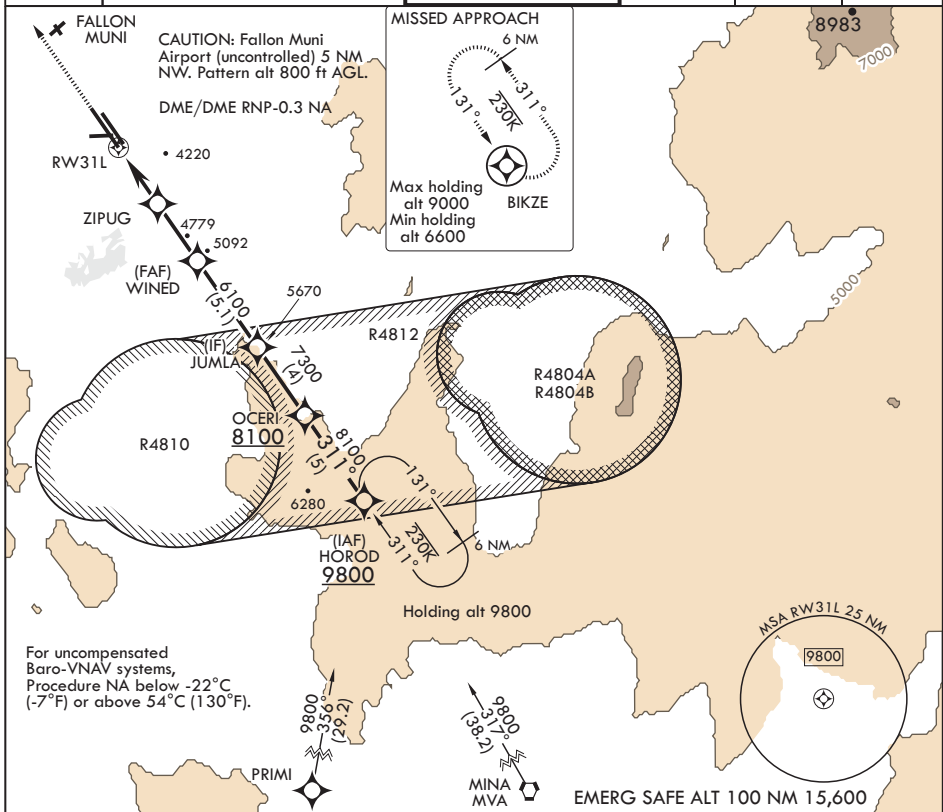 FALLON
MUNI
CAUTION: Fallon Muni
Airport (uncontrolled) 5 NM
NW. Pattern alt 800 ft AGL.
DME/DME RNP-0.3 NA
MISSED APPROACH
6 NM
131°
230K
311°
BIKZE
Max holding
alt 9000
Min holding
alt 6600
8983
7000
RW31L
4220
ZIPUG
4779
5092
(FAF)
WINED
6100
(5.1)
5670
5000
(IF)
JUMLA
7300
(4)
R4812
R4804A
R4804B
OCERI
8100
R4810
8100
311°
(5)
6280
131°
230K
311°
6 NM
(IAF)
HOROD
9800
Holding alt 9800
MSA RW31L 25 NM
9800
For uncompensated
Baro-VNAV systems,
Procedure NA below -22°C
(-7°F) or above 54°C (130°F).
9800
356°
(29.2)
9800
317°
(38.2)
PRIMI
MINA
MVA
EMERG SAFE ALT 100 NM 15,600